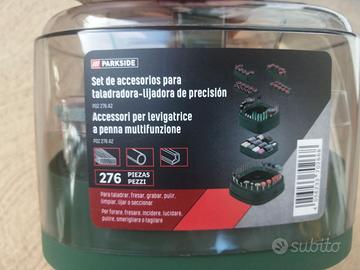 PARKSIDE
Set de accesorios para
taladradora-lijadora de precisión
PGZ 276 A2
Accessori per levigatrice
a penna multifunzione
PGZ 276 A2
276 PIEZAS
PEZZI
Para taladrar, fresar, grabar, pulir,
limpiar, lijar o seccionar
Per forare, fresare, incidere, lucidare,
pulire, smerigliare o tagliare
subito